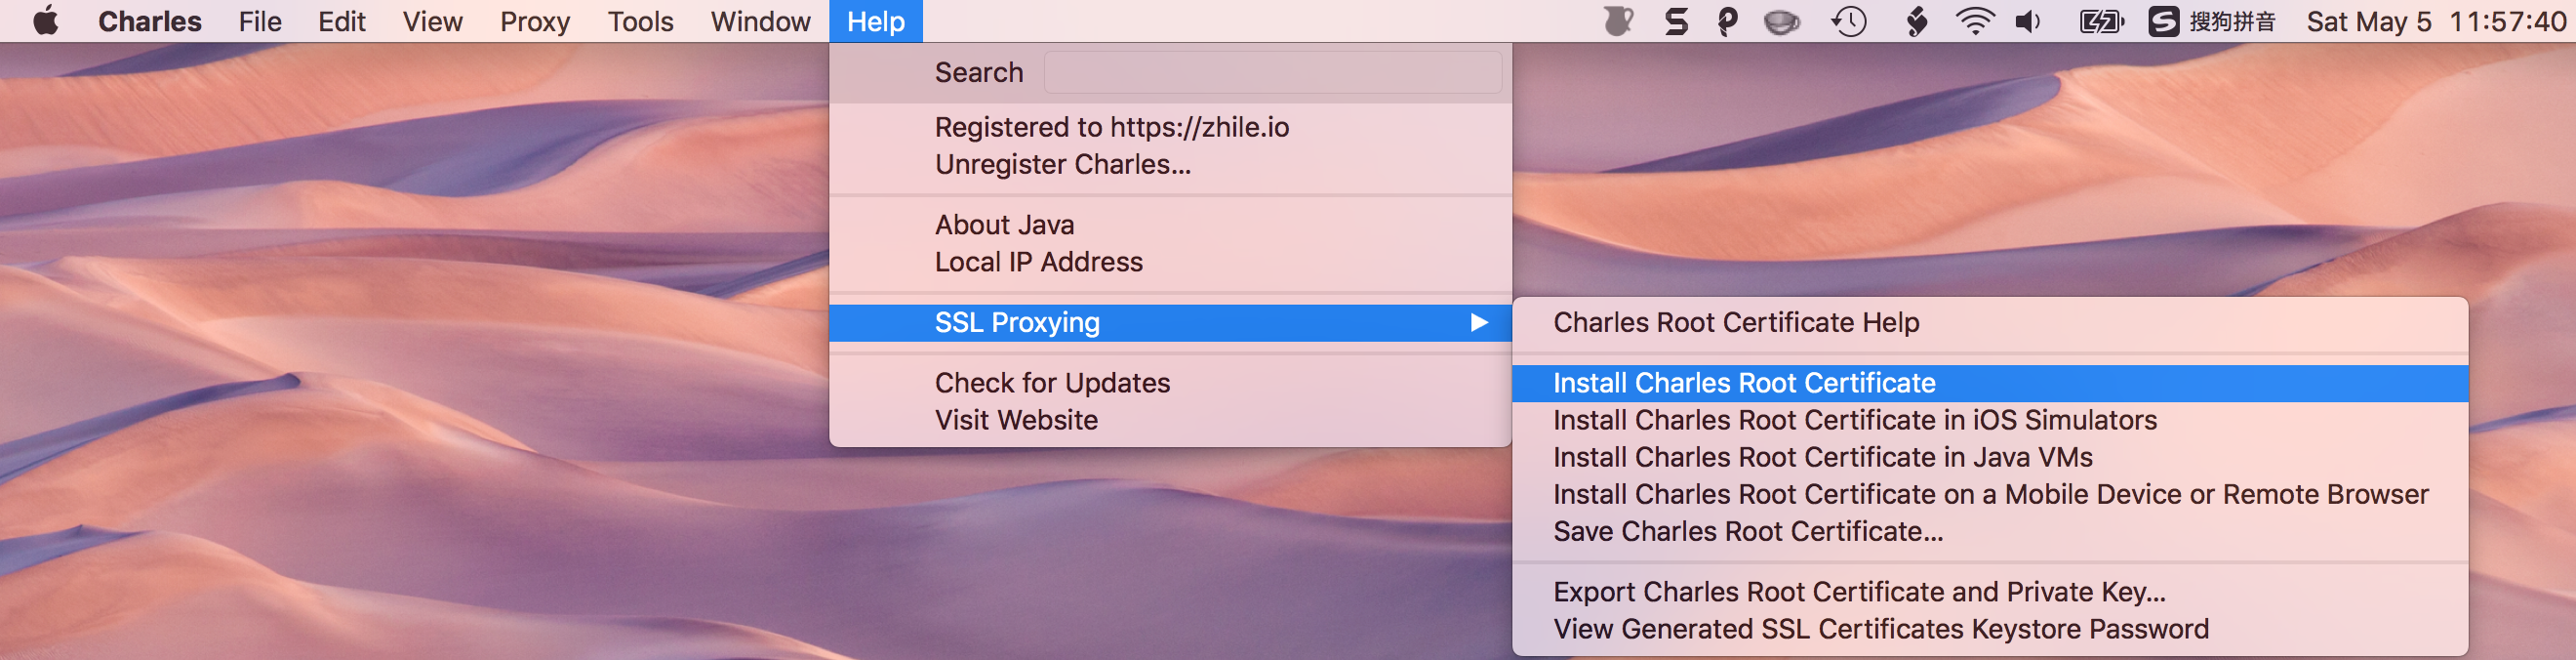 Charles File Edit View Proxy Tools Window Help 搜狗拼音 Sat May 5 11:57:40
Search
Registered to https://zhile.io
Unregister Charles...
About Java
Local IP Address
SSL Proxying
Check for Updates
Visit Website
Charles Root Certificate Help
Install Charles Root Certificate
Install Charles Root Certificate in iOS Simulators
Install Charles Root Certificate in Java VMs
Install Charles Root Certificate on a Mobile Device or Remote Browser
Save Charles Root Certificate...
Export Charles Root Certificate and Private Key...
View Generated SSL Certificates Keystore Password